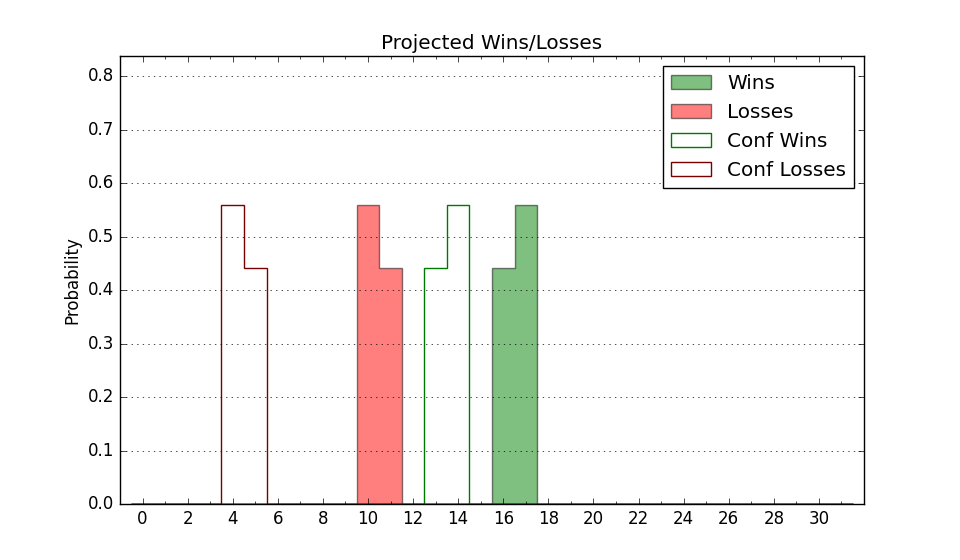 Projected Wins/Losses
Wins
Losses
Conf Wins
Conf Losses
Probability
0.8
0.7
0.6
0.5
0.4
0.3
0.2
0.1
0.0
0 2 4 6 8 10 12 14 16 18 20 22 24 26 28 30